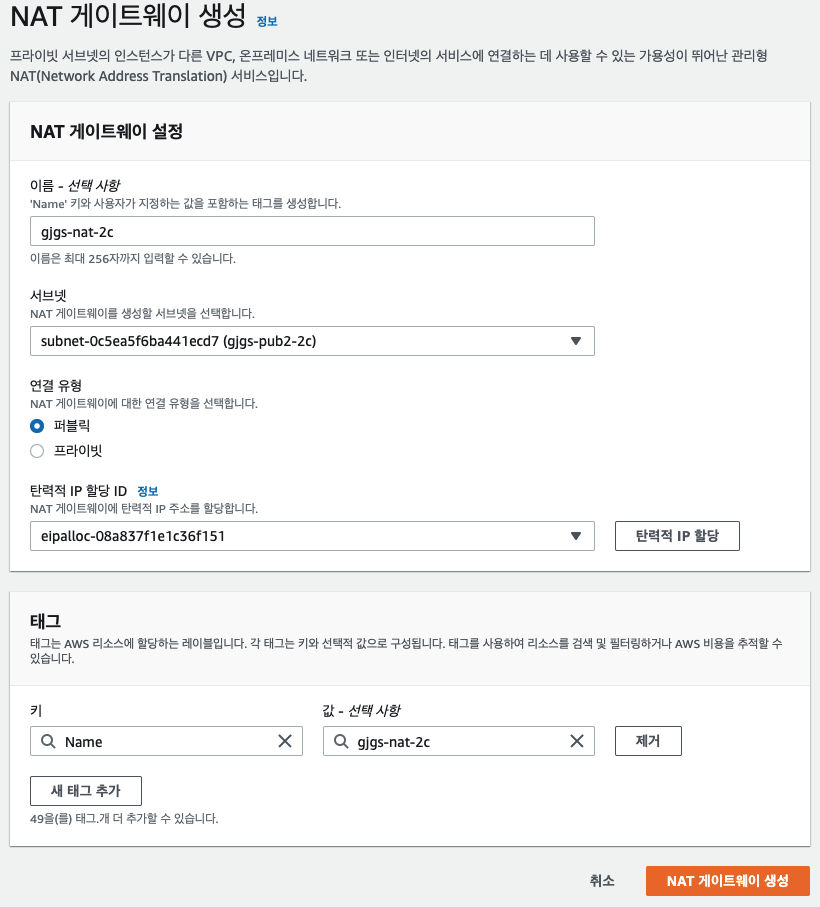 NAT 게이트웨이 생성 정보
프라이빗 서브넷의 인스턴스가 다른 VPC, 온프레미스 네트워크 또는 인터넷의 서비스에 연결하는 데 사용할 수 있는 가용성이 뛰어난 관리형
NAT(Network Address Translation) 서비스입니다.
NAT 게이트웨이 설정
이름 - 선택 사항
'Name' 키와 사용자가 지정하는 값을 포함하는 태그를 생성합니다.
gjgs-nat-2c
이름은 최대 256자까지 입력할 수 있습니다.
서브넷
NAT 게이트웨이를 생성할 서브넷을 선택합니다.
subnet-0c5ea5f6ba441ecd7 (gjgs-pub2-2c)
연결 유형
NAT 게이트웨이에 대한 연결 유형을 선택합니다.
퍼블릭
프라이빗
탄력적 IP 할당 ID 정보
NAT 게이트웨이에 탄력적 IP 주소를 할당합니다.
eipalloc-08a837f1e1c36f151 탄력적 IP 할당
태그
태그는 AWS 리소스에 할당하는 레이블입니다. 각 태그는 키와 선택적 값으로 구성됩니다. 태그를 사용하여 리소스를 검색 및 필터링하거나 AWS 비용을 추적할 수
있습니다.
키 값 - 선택 사항
Name gjgs-nat-2c 제거
새 태그 추가
49을(를) 태그.개 더 추가할 수 있습니다.
취소 NAT 게이트웨이 생성